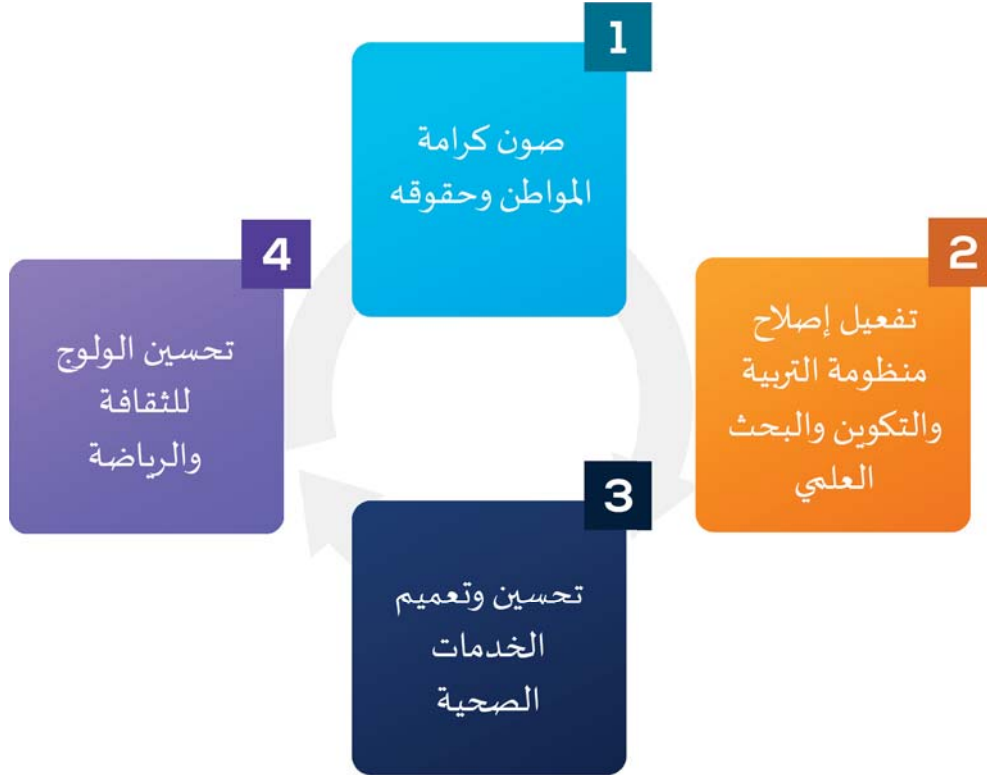 1
صون كرامة
المواطن وحقوقه
2
تفعيل إصلاح
منظومة التربية
والتكوين والبحث
العلمي
3
تحسين وتعميم
الخدمات
الصحية
4
تحسين الولوج
للثقافة
والرياضة